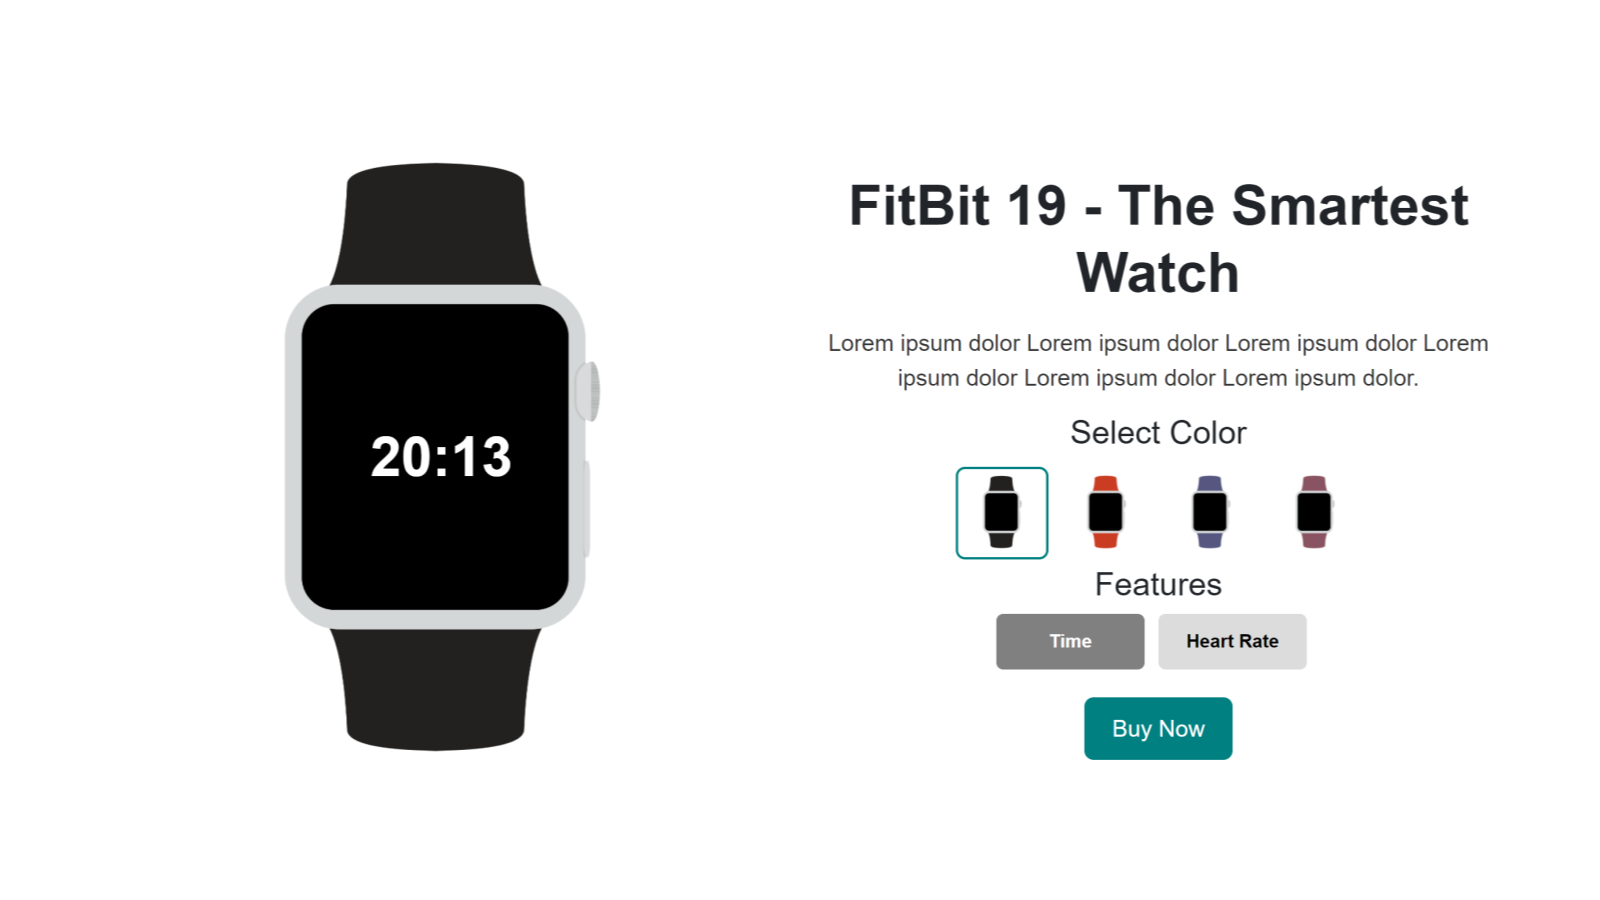 FitBit 19 - The Smartest
Watch
Lorem ipsum dolor Lorem ipsum dolor Lorem ipsum dolor Lorem
ipsum dolor Lorem ipsum dolor Lorem ipsum dolor.
Select Color
20:13
Features
Time Heart Rate
Buy Now